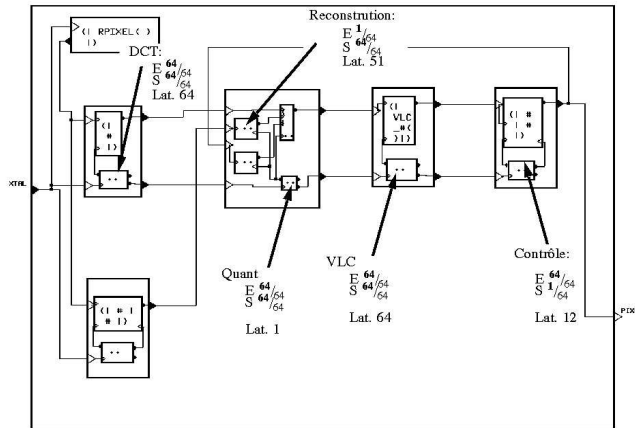 Reconstrution:
E 1/64
S 64/64
Lat. 51
(| RPIXEL( )
|)
DCT:
E 64/64
S 64/64
Lat. 64
(|
#
|)
(|
VLC
_#(
)|)
(| #
| #
|)
XTAL
Quant
E 64/64
S 64/64
Lat. 1
VLC
E 64/64
S 64/64
Lat. 64
Contrôle:
E 64/64
S 1/64
Lat. 12
(| # |
# |)
PIX